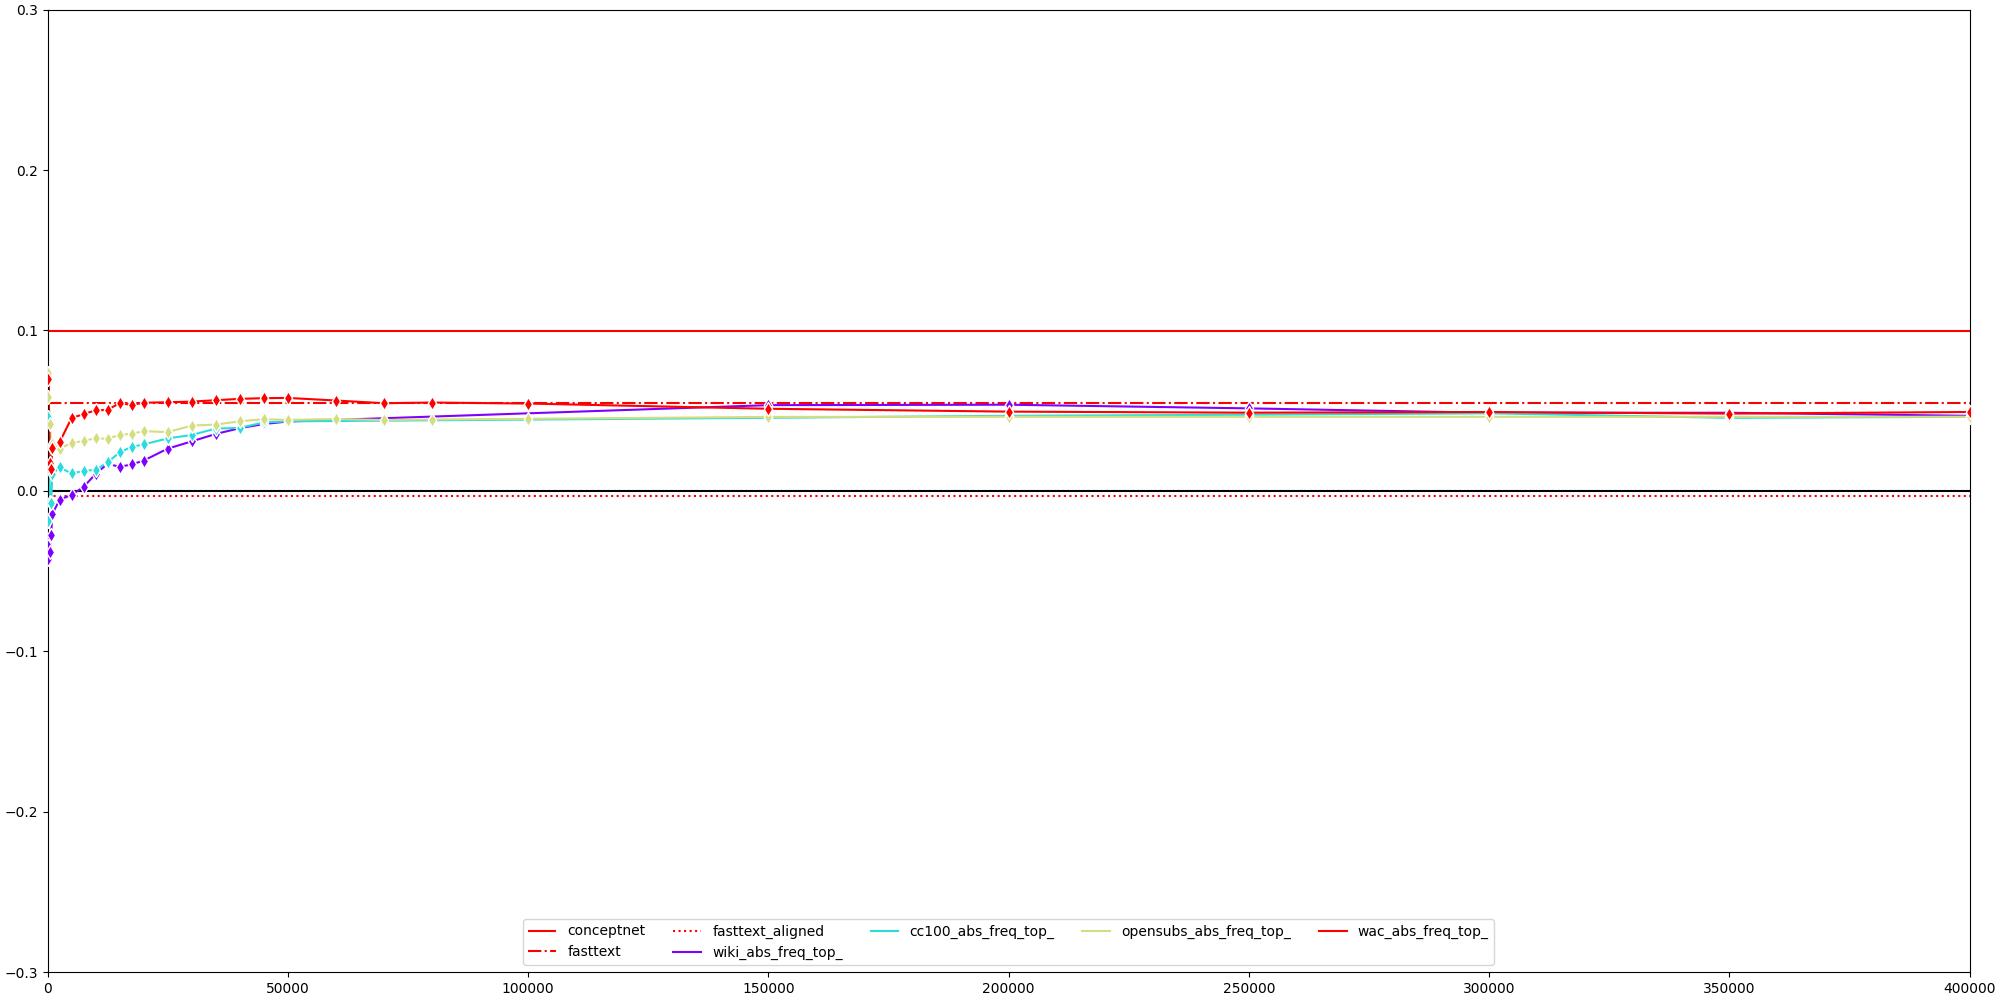 0.3
0.2
0.1
0.0
−0.1
−0.2
−0.3
conceptnet fasttext_aligned cc100_abs_freq_top_ opensubs_abs_freq_top_ wac_abs_freq_top_
fasttext wiki_abs_freq_top_
0 50000 100000 150000 200000 250000 300000 350000 400000